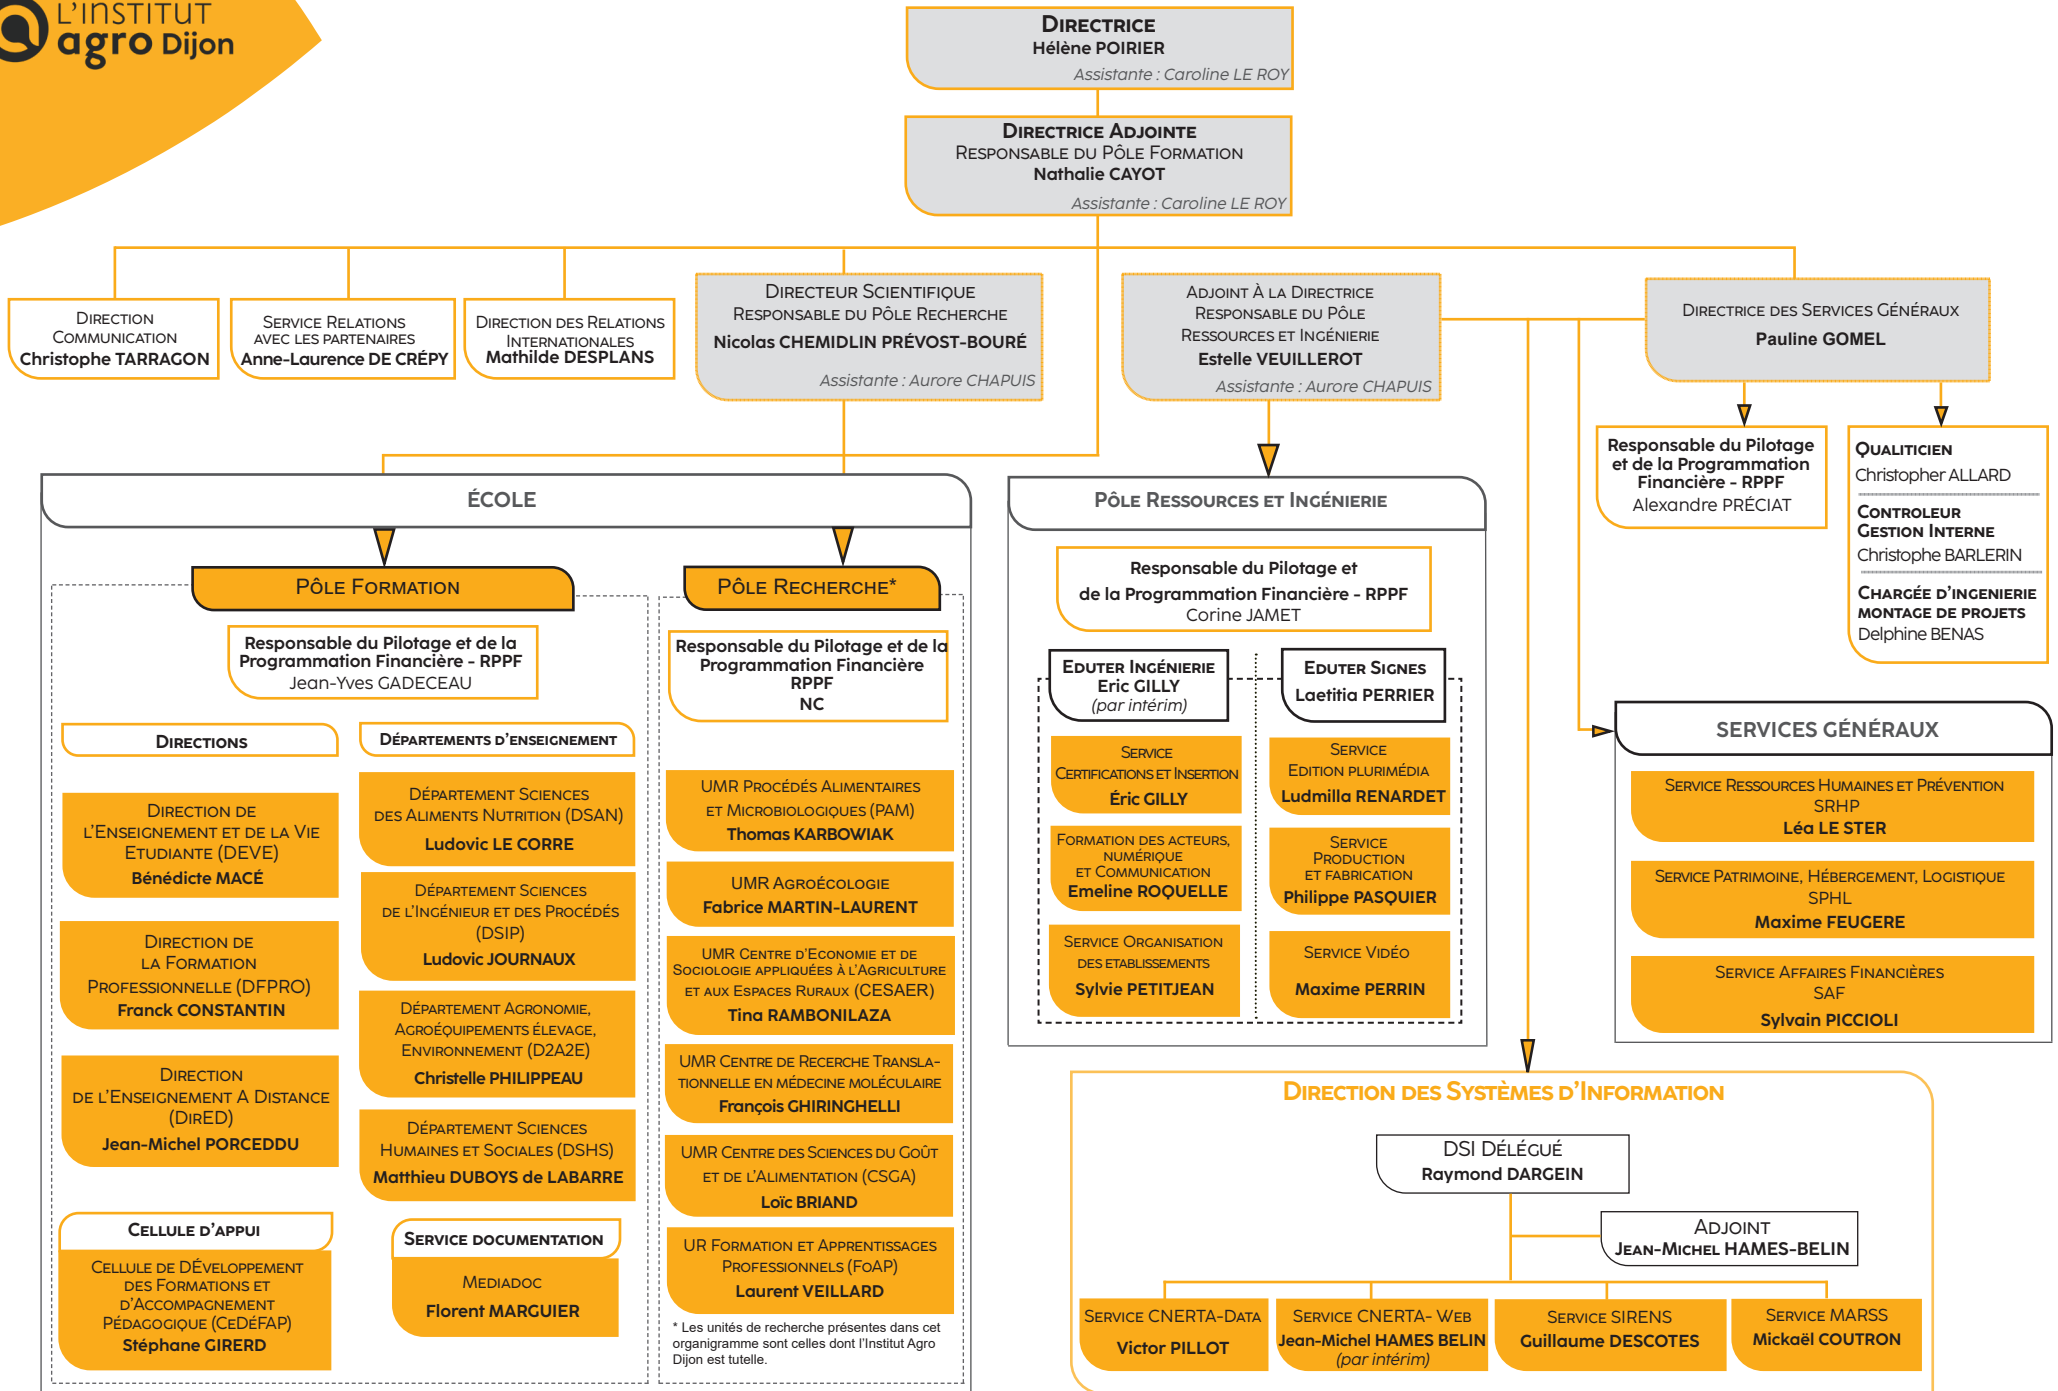 L'INSTITUT
agro Dijon
DIRECTRICE
Hélène POIRIER
Assistante : Caroline LE ROY
DIRECTRICE ADJOINTE
RESPONSABLE DU PÔLE FORMATION
Nathalie CAYOT
Assistante : Caroline LE ROY
DIRECTION
COMMUNICATION
Christophe TARRAGON
SERVICE RELATIONS
AVEC LES PARTENAIRES
Anne-Laurence DE CRÉPY
DIRECTION DES RELATIONS
INTERNATIONALES
Mathilde DESPLANS
DIRECTEUR SCIENTIFIQUE
RESPONSABLE DU PÔLE RECHERCHE
Nicolas CHEMIDLIN PRÉVOST-BOURÉ
Assistante : Aurore CHAPUIS
ADJOINT À LA DIRECTRICE
RESPONSABLE DU PÔLE
RESSOURCES ET INGÉNIERIE
Estelle VEUILLEROT
Assistante : Aurore CHAPUIS
DIRECTRICE DES SERVICES GÉNÉRAUX
Pauline GOMEL
Responsable du Pilotage
et de la Programmation
Financière - RPPF
Alexandre PRÉCIAT
QUALITICIEN
Christopher ALLARD
CONTROLEUR
GESTION INTERNE
Christophe BARLERIN
CHARGÉE D'INGENIERIE
MONTAGE DE PROJETS
Delphine BENAS
ÉCOLE
PÔLE FORMATION
Responsable du Pilotage et de la
Programmation Financière - RPPF
Jean-Yves GADECEAU
DIRECTIONS
DIRECTION DE
L'ENSEIGNEMENT ET DE LA VIE
ETUDIANTE (DEVE)
Bénédicte MACÉ
DIRECTION DE
LA FORMATION
PROFESSIONNELLE (DFPRO)
Franck CONSTANTIN
DIRECTION
DE L'ENSEIGNEMENT A DISTANCE
(DIRED)
Jean-Michel PORCEDDU
CELLULE D'APPUI
CELLULE DE DÉVELOPPEMENT
DES FORMATIONS ET
D'ACCOMPAGNEMENT
PÉDAGOGIQUE (CEDÉFAP)
Stéphane GIRERD
DÉPARTEMENTS D'ENSEIGNEMENT
DÉPARTEMENT SCIENCES
DES ALIMENTS NUTRITION (DSAN)
Ludovic LE CORRE
DÉPARTEMENT SCIENCES
DE L'INGÉNIEUR ET DES PROCÉDÉS
(DSIP)
Ludovic JOURNAUX
DÉPARTEMENT AGRONOMIE,
AGROÉQUIPEMENTS ÉLEVAGE,
ENVIRONNEMENT (D2A2E)
Christelle PHILIPPEAU
DÉPARTEMENT SCIENCES
HUMAINES ET SOCIALES (DSHS)
Matthieu DUBOYS de LABARRE
SERVICE DOCUMENTATION
MEDIADOC
Florent MARGUIER
PÔLE RECHERCHE*
Responsable du Pilotage et de la
Programmation Financière
RPPF
NC
UMR PROCÉDÉS ALIMENTAIRES
ET MICROBIOLOGIQUES (PAM)
Thomas KARBOWIAK
UMR AGROÉCOLOGIE
Fabrice MARTIN-LAURENT
UMR CENTRE D'ECONOMIE ET DE
SOCIOLOGIE APPLIQUÉES À L'AGRICULTURE
ET AUX ESPACES RURAUX (CESAER)
Tina RAMBONILAZA
UMR CENTRE DE RECERCHE TRANSLA-
TIONNELLE EN MÉDECINE MOLÉCULAIRE
François GHIRINGHELLI
UMR CENTRE DES SCIENCES DU GOÛT
ET DE L'ALIMENTATION (CSGA)
Loïc BRIAND
UR FORMATION ET APPRENTISSAGES
PROFESSIONNELS (FOAP)
Laurent VEILLARD
* Les unités de recherche présentes dans cet
organigramme sont celles dont l'Institut Agro
Dijon est tutelle.
PÔLE RESSOURCES ET INGÉNIERIE
Responsable du Pilotage et
de la Programmation Financière - RPPF
Corine JAMET
EDUTER INGÉNIERIE
Eric GILLY
(par intérim)
SERVICE
CERTIFICATIONS ET INSERTION
Éric GILLY
FORMATION DES ACTEURS,
NUMÉRIQUE
ET COMMUNICATION
Emeline ROQUELLE
SERVICE ORGANISATION
DES ETABLISSEMENTS
Sylvie PETITJEAN
EDUTER SIGNES
Laetitia PERRIER
SERVICE
EDITION PLURIMÉDIA
Ludmilla RENARDET
SERVICE
PRODUCTION
ET FABRICATION
Philippe PASQUIER
SERVICE VIDÉO
Maxime PERRIN
SERVICES GÉNÉRAUX
SERVICE RESSOURCES HUMAINES ET PRÉVENTION
SRHP
Léa LE STER
SERVICE PATRIMOINE, HÉBERGEMENT, LOGISTIQUE
SPHL
Maxime FEUGERE
SERVICE AFFAIRES FINANCIÈRES
SAF
Sylvain PICCIOLI
DIRECTION DES SYSTÈMES D'INFORMATION
DSI DÉLÉGUÉ
Raymond DARGEIN
ADJOINT
JEAN-MICHEL HAMES-BELIN
SERVICE CNERTA-DATA
Victor PILLOT
SERVICE CNERTA- WEB
Jean-Michel HAMES BELIN
(par intérim)
SERVICE SIRENS
Guillaume DESCOTES
SERVICE MARSS
Mickaël COUTRON